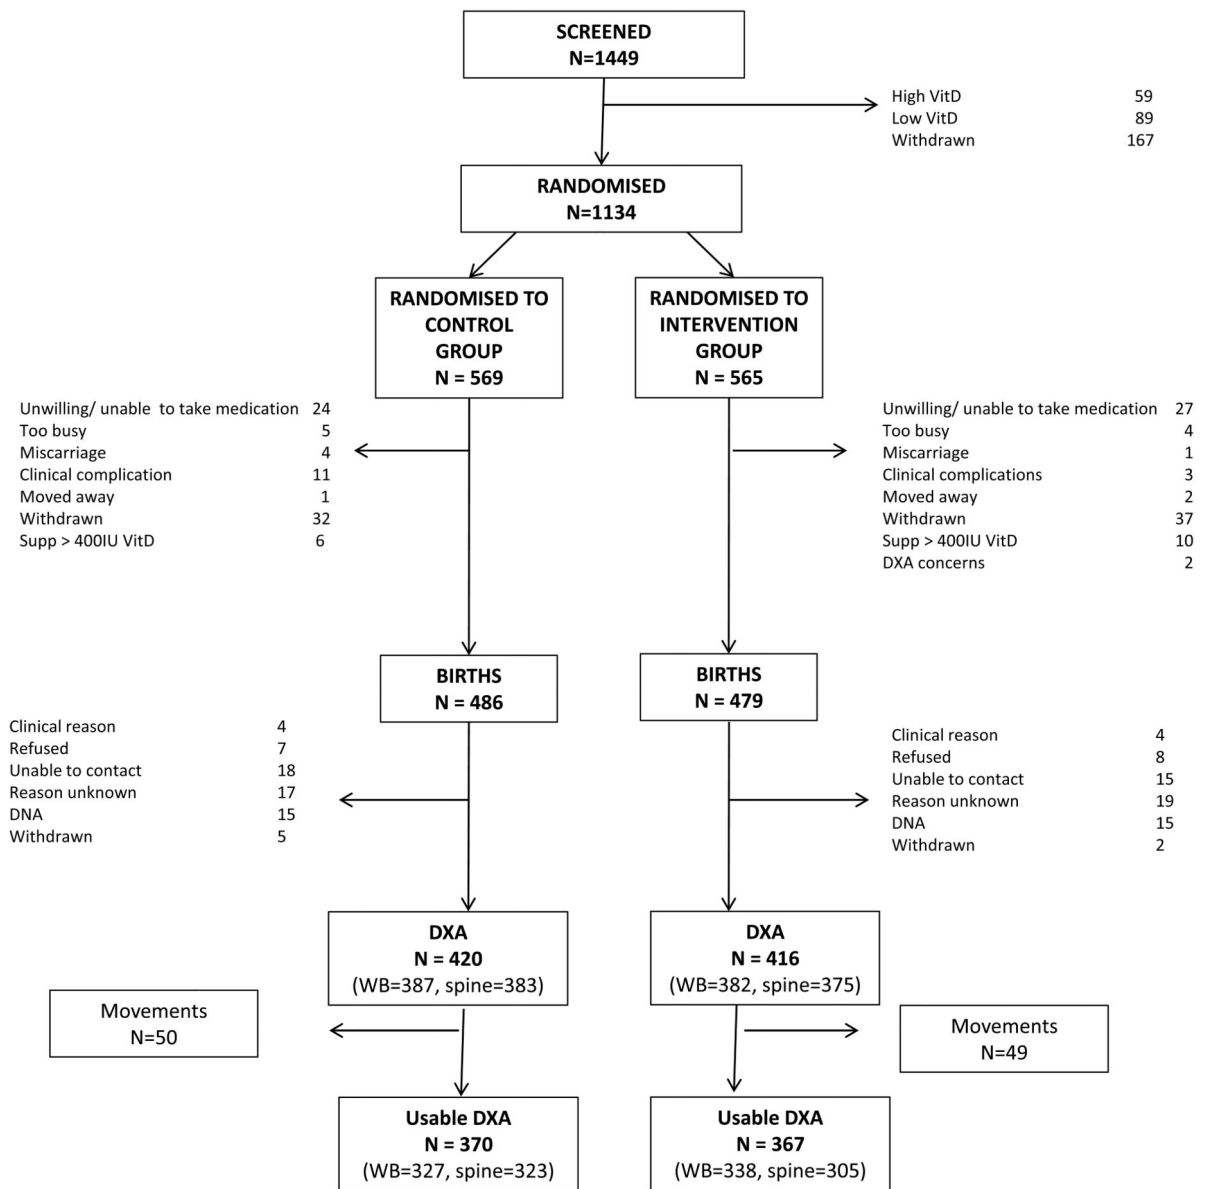 SCREENED
N=1449
High VitD 59
Low VitD 89
Withdrawn 167
RANDOMISED
N=1134
RANDOMISED TO
CONTROL
GROUP
N = 569
RANDOMISED TO
INTERVENTION
GROUP
N = 565
Unwilling/ unable to take medication 24
Too busy 5
Miscarriage 4
Clinical complication 11
Moved away 1
Withdrawn 32
Supp > 400IU VitD 6
Unwilling/ unable to take medication 27
Too busy 4
Miscarriage 1
Clinical complications 3
Moved away 2
Withdrawn 37
Supp > 400IU VitD 10
DXA concerns 2
BIRTHS
N = 486
BIRTHS
N = 479
Clinical reason 4
Refused 7
Unable to contact 18
Reason unknown 17
DNA 15
Withdrawn 5
Clinical reason 4
Refused 8
Unable to contact 15
Reason unknown 19
DNA 15
Withdrawn 2
DXA
N = 420
(WB=387, spine=383)
DXA
N = 416
(WB=382, spine=375)
Movements
N=50
Movements
N=49
Usable DXA
N = 370
(WB=327, spine=323)
Usable DXA
N = 367
(WB=338, spine=305)